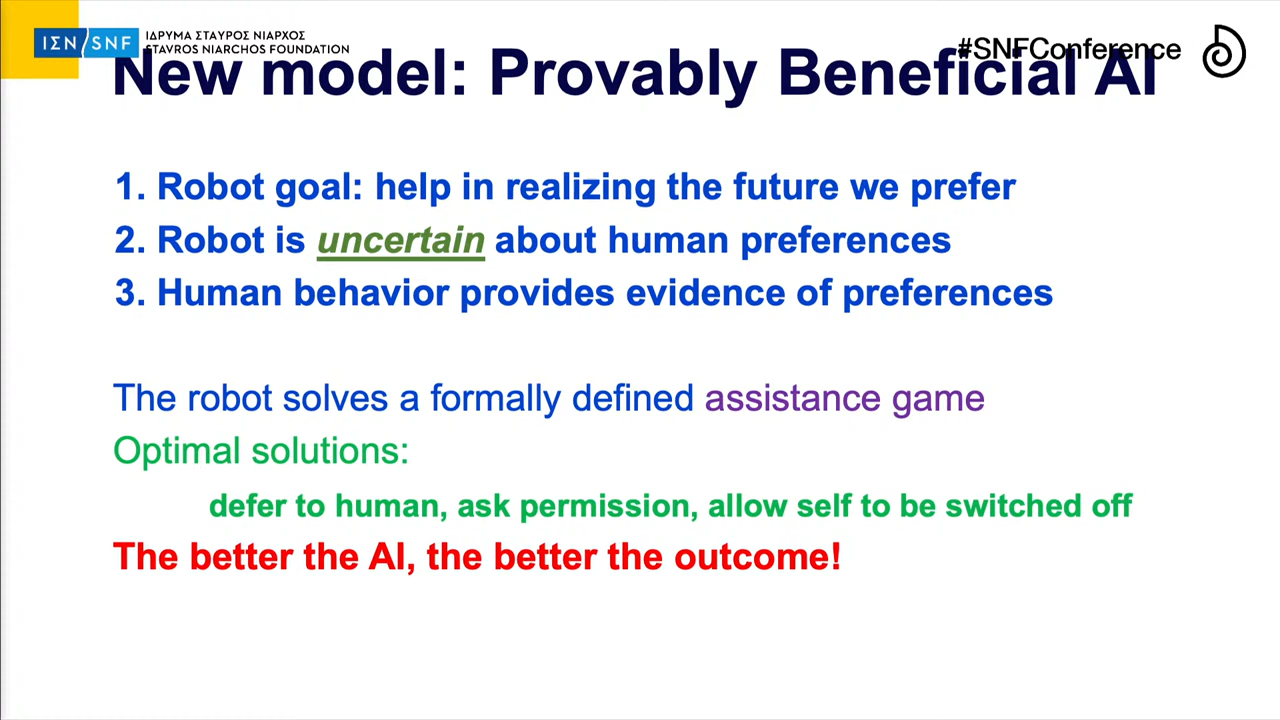 ΙΣΝ/SNF
ΙΔΡΥΜΑ ΣΤΑΥΡΟΣ ΝΙΑΡΧΟΣ
STAVROS NIARCHOS FOUNDATION
#SNFConference
New model: Provably Beneficial AI
1. Robot goal: help in realizing the future we prefer
2. Robot is uncertain about human preferences
3. Human behavior provides evidence of preferences
The robot solves a formally defined assistance game
Optimal solutions:
defer to human, ask permission, allow self to be switched off
The better the AI, the better the outcome!